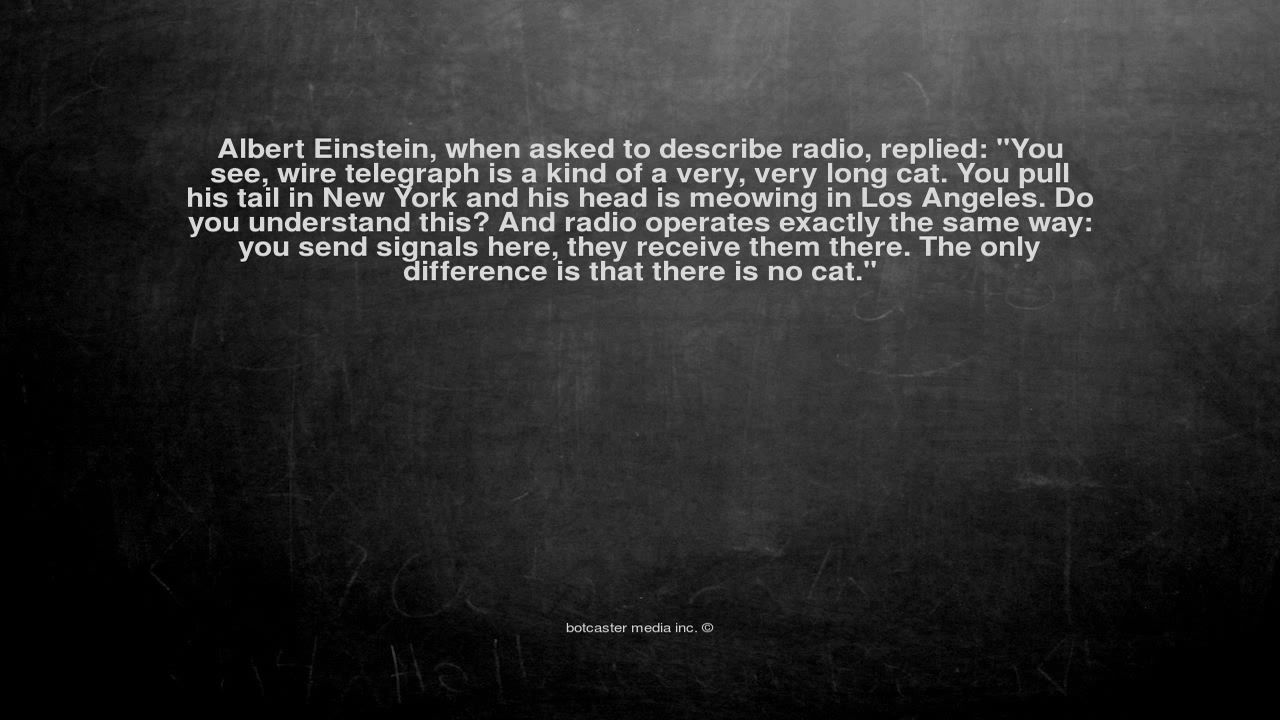 Albert Einstein, when asked to describe radio, replied: "You
see, wire telegraph is a kind of a very, very long cat. You pull
his tail in New York and his head is meowing in Los Angeles. Do
you understand this? And radio operates exactly the same way:
you send signals here, they receive them there. The only
difference is that there is no cat."
botcaster media inc. ©